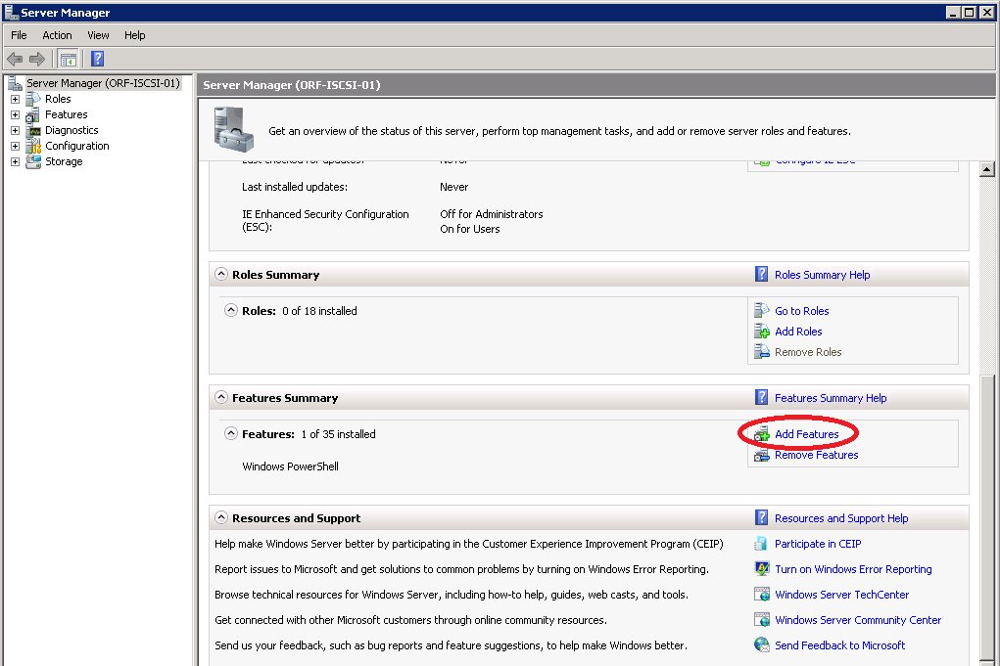 Server Manager
File Action View Help
Server Manager (ORF-ISCSI-01)
Roles
Features
Diagnostics
Configuration
Storage
Server Manager (ORF-ISCSI-01)
Get an overview of the status of this server, perform top management tasks, and add or remove server roles and features.
Last checked for updates: Never
Configure IE ESC
Last installed updates: Never
IE Enhanced Security Configuration Off for Administrators
(ESC): On for Users
Roles Summary
Roles Summary Help
Roles: 0 of 18 installed
Go to Roles
Add Roles
Remove Roles
Features Summary
Features Summary Help
Features: 1 of 35 installed
Add Features
Remove Features
Windows PowerShell
Resources and Support
Resources and Support Help
Help make Windows Server better by participating in the Customer Experience Improvement Program (CEIP)
Participate in CEIP
Report issues to Microsoft and get solutions to common problems by turning on Windows Error Reporting.
Turn on Windows Error Reporting
Browse technical resources for Windows Server, including how-to help, guides, web casts, and tools.
Windows Server TechCenter
Get connected with other Microsoft customers through online community resources.
Windows Server Community Center
Send us your feedback, such as bug reports and feature suggestions, to help make Windows better.
Send Feedback to Microsoft